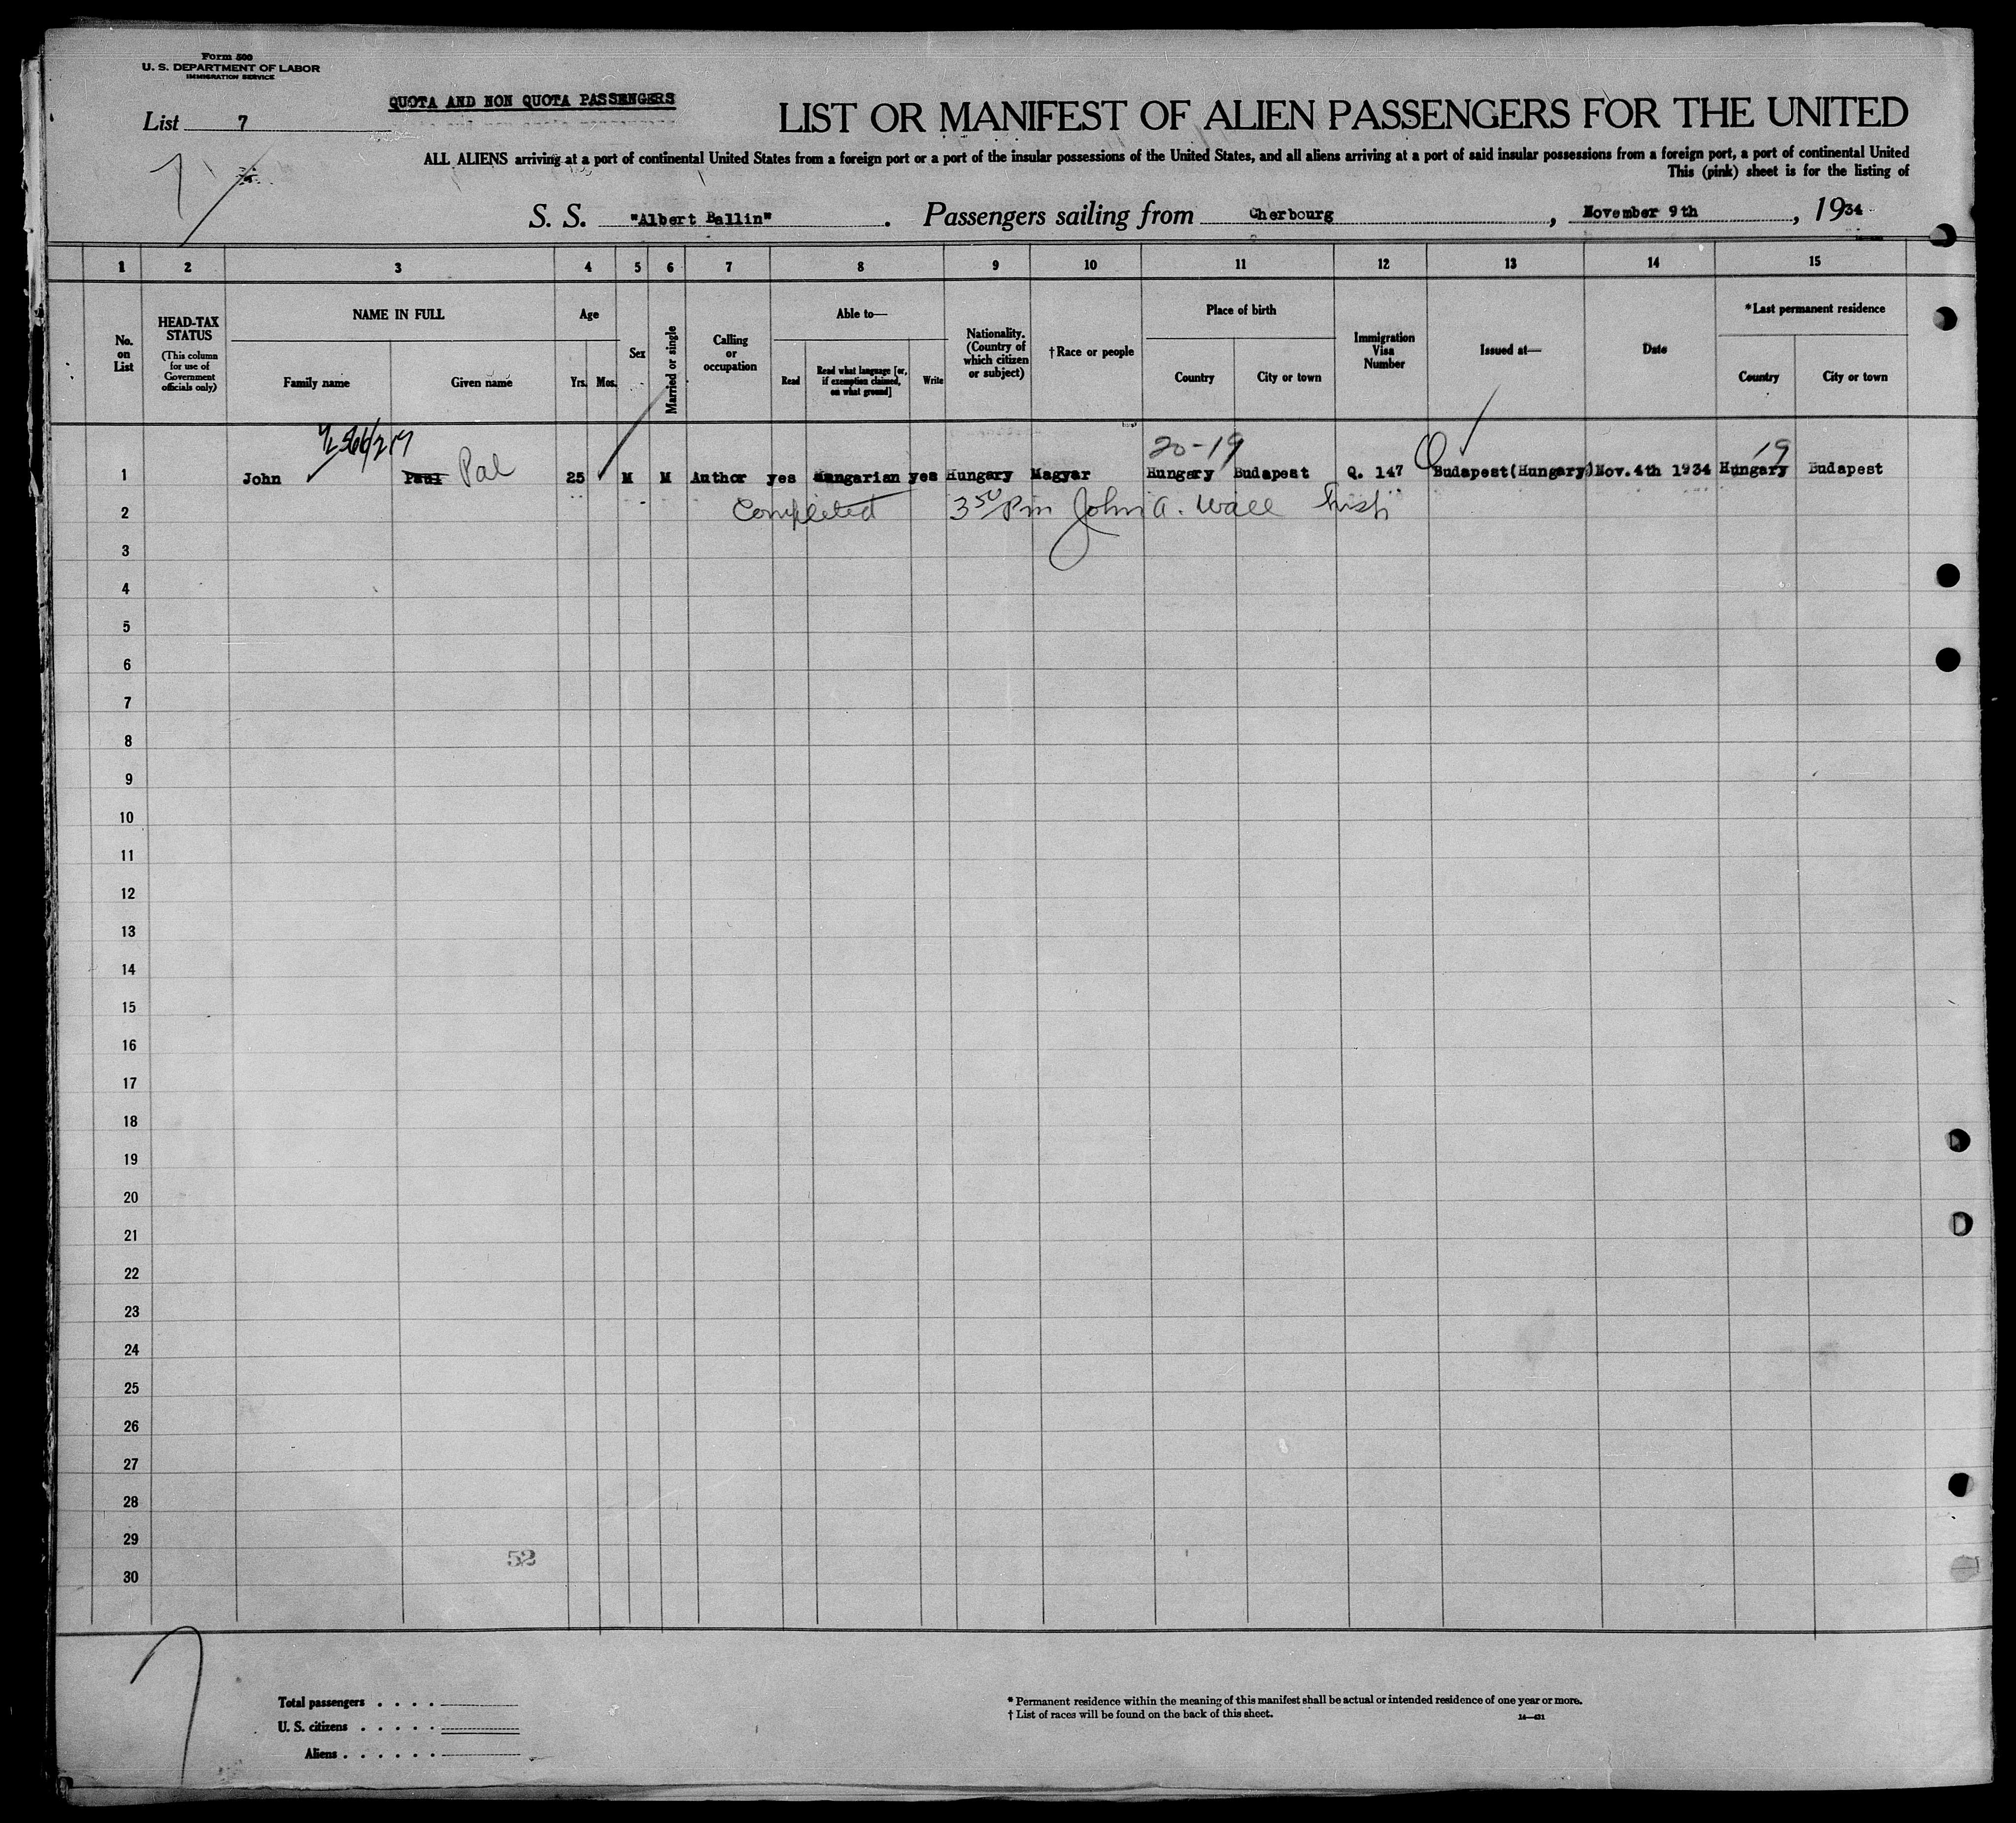 Form 500
U. S. DEPARTMENT OF LABOR
IMMIGRATION SERVICE
QUOTA AND NON QUOTA PASSENGERS
List 7
LIST OR MANIFEST OF ALIEN PASSENGERS FOR THE UNITED
ALL ALIENS arriving at a port of continental United States from a foreign port or a port of the insular possessions of the United States, and all aliens arriving at a port of said insular possessions from a foreign port, a port of continental United
This (pink) sheet is for the listing of
S. S. "Albert Ballin". Passengers sailing from Cherbourg, November 9th, 1934
1 2 3 4 5 6 7 8 9 10 11 12 13 14 15
No. on List
HEAD-TAX STATUS
(This column for use of Government officials only)
NAME IN FULL
Family name Given name
Age
Yrs. Mos.
Sex
Married or single
Calling or occupation
Able to—
Read
Read what language [or, if exemption claimed, on what ground]
Write
Nationality. (Country of which citizen or subject)
†Race or people
Place of birth
Country City or town
Immigration Visa Number
Issued at—
Date
*Last permanent residence
Country City or town
20-19 19
1 John Paul Pal 25 M M Author yes Hungarian yes Hungary Magyar Hungary Budapest Q. 147 Budapest(Hungary) Nov.4th 1934 Hungary Budapest
2 Completed 3 50 Pm John A. Wall
3
4
5
6
7
8
9
10
11
12
13
14
15
16
17
18
19
20
21
22
23
24
25
26
27
28
29
52
30
7
Total passengers . . . .
U. S. citizens . . . . .
Aliens . . . . . .
* Permanent residence within the meaning of this manifest shall be actual or intended residence of one year or more.
† List of races will be found on the back of this sheet.
14—431